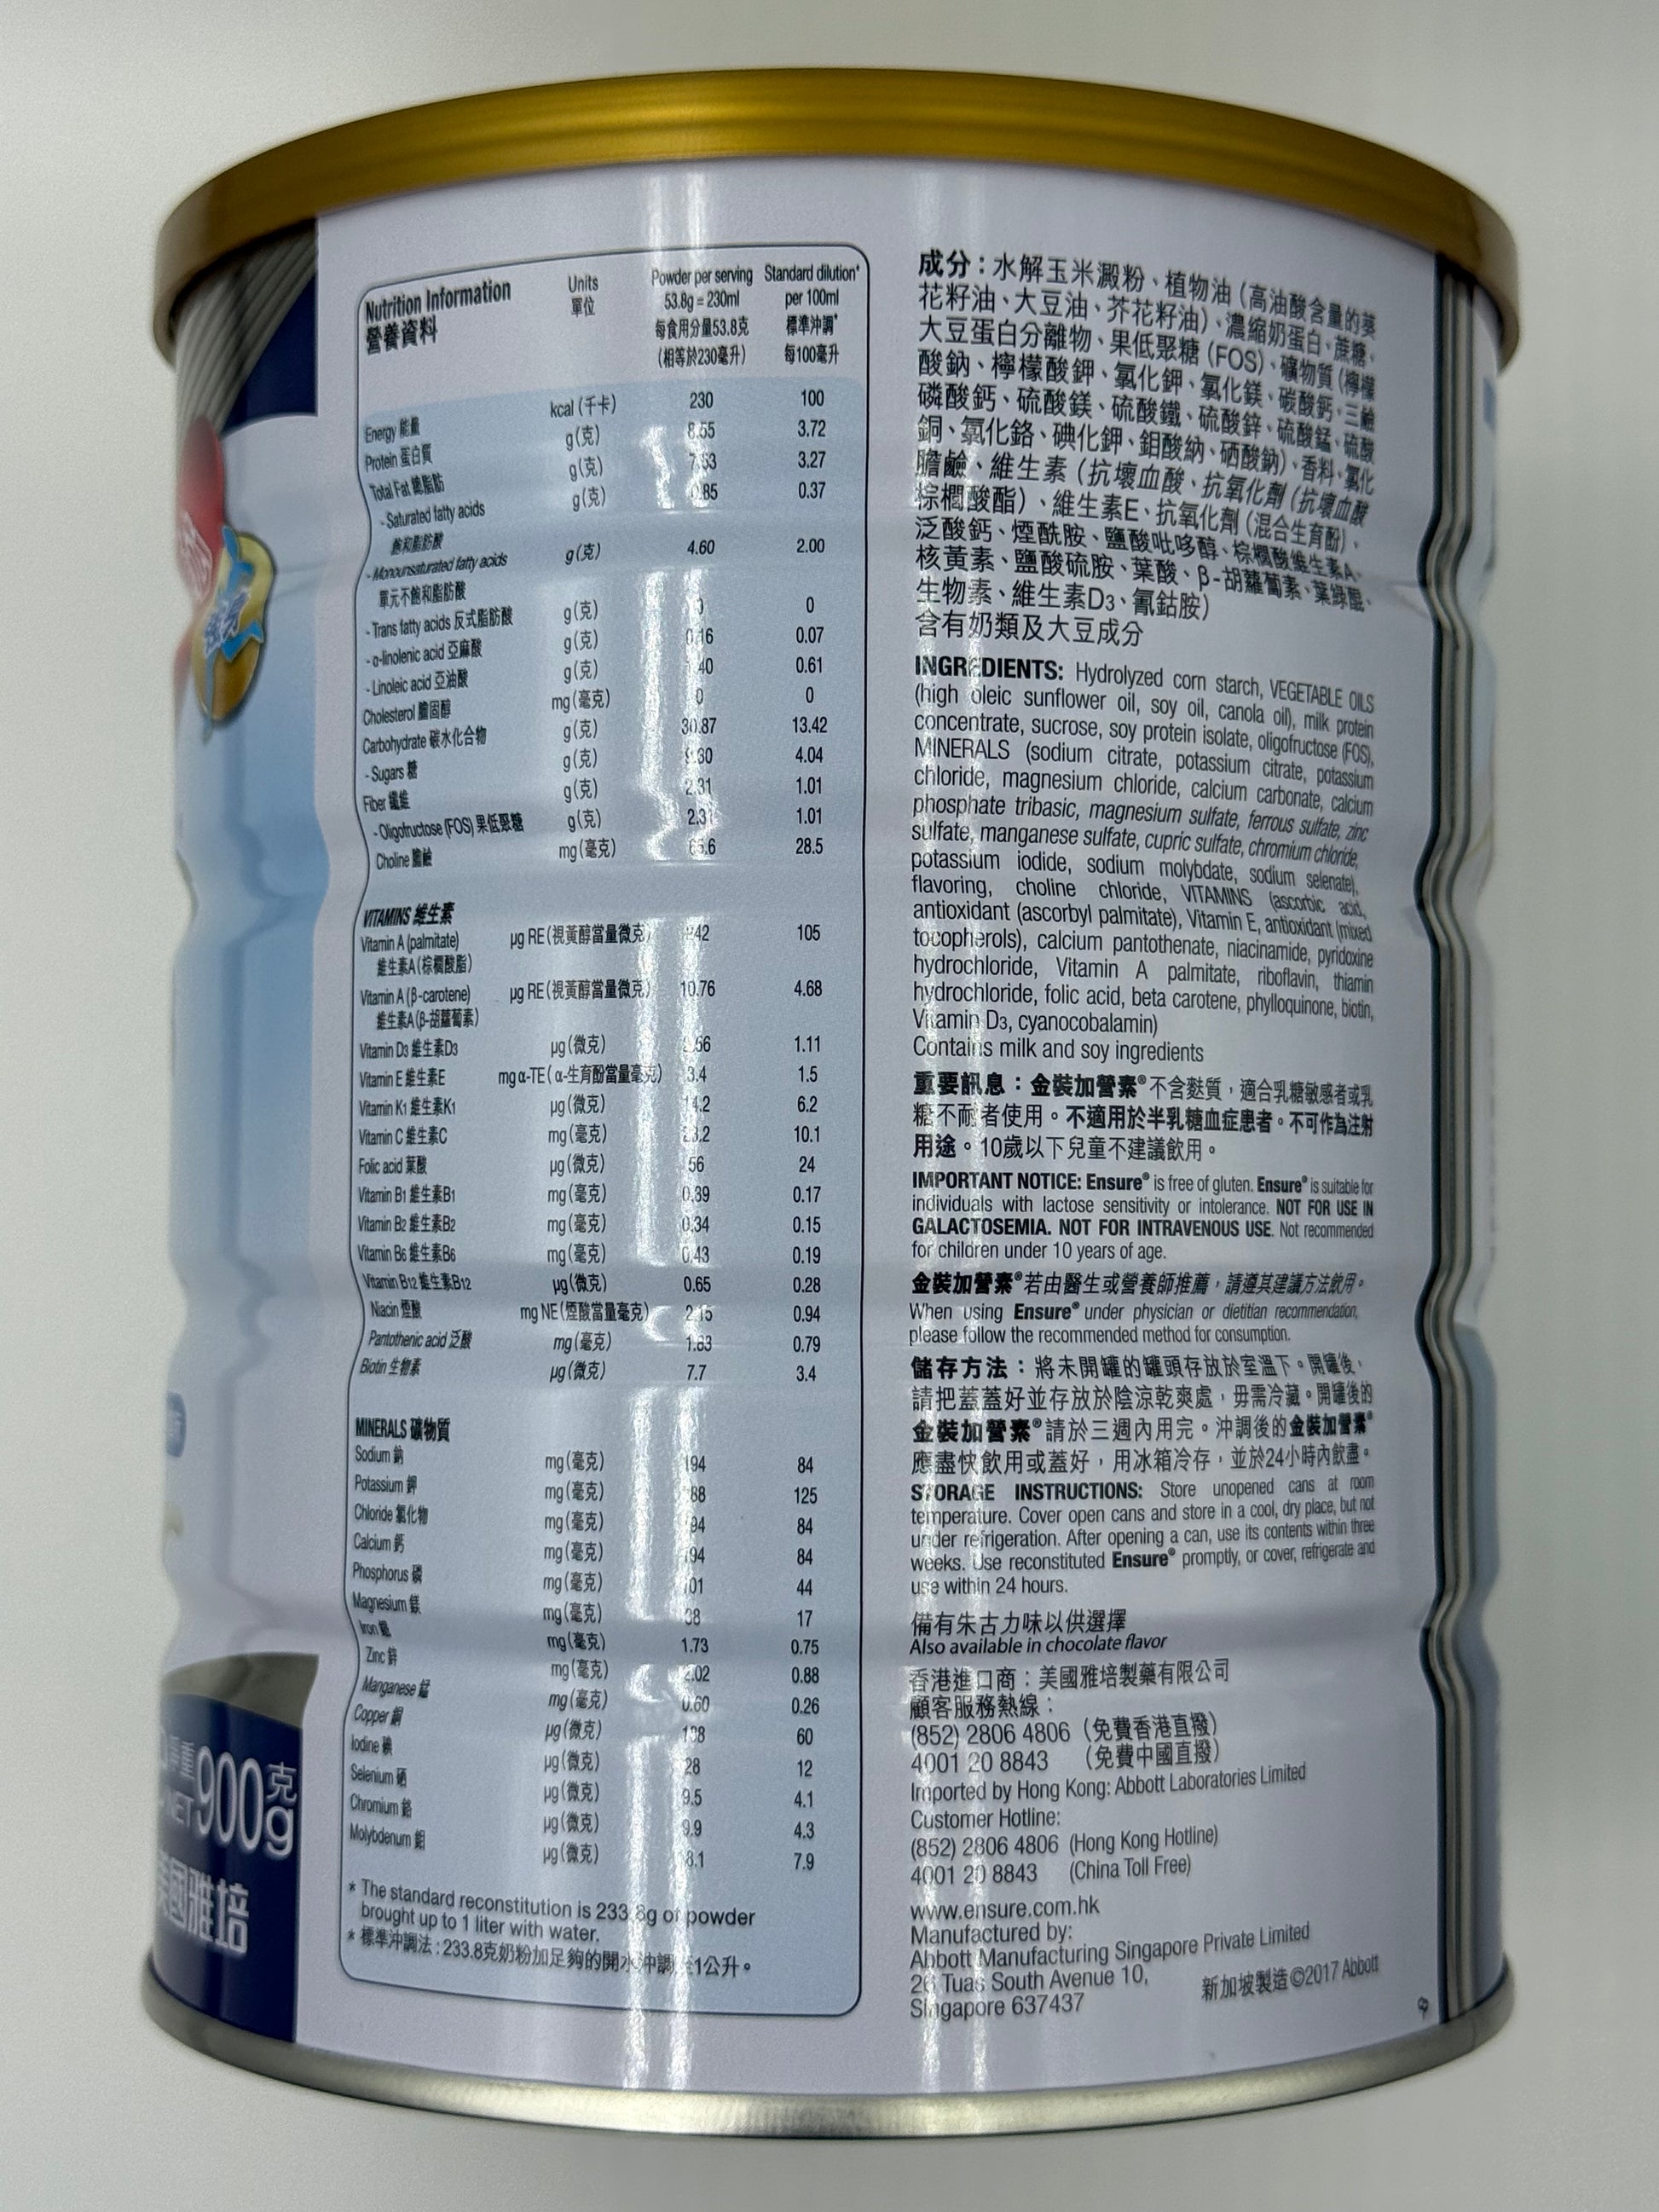 Nutrition Information
營養資料
Units
單位
Powder per serving
53.8g = 230ml
每食用分量53.8克
(相等於230毫升)
Standard dilution*
per 100ml
標準沖調*
每100毫升
Energy 能量 kcal (千卡) 230 100
Protein 蛋白質 g(克) 8.55 3.72
Total Fat 總脂肪 g(克) 3.27
- Saturated fatty acids g(克) 0.37
飽和脂肪酸
- Monounsaturated fatty acids g(克) 4.60 2.00
單元不飽和脂肪酸
- Trans fatty acids 反式脂肪酸 g(克) 0
- α-linolenic acid 亞麻酸 g(克) 0.16 0.07
- Linoleic acid 亞油酸 g(克) 0.61
Cholesterol 膽固醇 mg(毫克) 0 0
Carbohydrate 碳水化合物 g(克) 30.87 13.42
- Sugars 糖 g(克) 4.04
Fiber 纖維 g(克) 2.31 1.01
- Oligofructose (FOS) 果低聚糖 g(克) 2.31 1.01
Choline 膽鹼 mg(毫克) 28.5
VITAMINS 維生素
Vitamin A (palmitate) µg RE(視黃醇當量微克) 105
維生素A(棕櫚酸脂)
Vitamin A (β-carotene) µg RE(視黃醇當量微克) 10.76 4.68
維生素A(β-胡蘿蔔素)
Vitamin D3 維生素D3 µg(微克) 1.11
Vitamin E 維生素E mg α-TE( α-生育酚當量毫克) 3.4 1.5
Vitamin K1 維生素K1 µg(微克) 14.2 6.2
Vitamin C 維生素C mg(毫克) 10.1
Folic acid 葉酸 µg(微克) 56 24
Vitamin B1 維生素B1 mg(毫克) 0.39 0.17
Vitamin B2 維生素B2 mg(毫克) 0.34 0.15
Vitamin B6 維生素B6 mg(毫克) 0.43 0.19
Vitamin B12 維生素B12 µg(微克) 0.65 0.28
Niacin 煙酸 mg NE(煙酸當量毫克) 2.15 0.94
Pantothenic acid 泛酸 mg(毫克) 1.83 0.79
Biotin 生物素 µg(微克) 7.7 3.4
MINERALS 礦物質
Sodium 鈉 mg(毫克) 194 84
Potassium 鉀 mg(毫克) 125
Chloride 氯化物 mg(毫克) 84
Calcium 鈣 mg(毫克) 194 84
Phosphorus 磷 mg(毫克) 101 44
Magnesium 鎂 mg(毫克) 38 17
Iron 鐵 mg(毫克) 1.73 0.75
Zinc 鋅 mg(毫克) 2.02 0.88
Manganese 錳 mg(毫克) 0.60 0.26
Copper 銅 µg(微克) 138 60
Iodine 碘 µg(微克) 28 12
Selenium 硒 µg(微克) 9.5 4.1
Chromium 鉻 µg(微克) 9.9 4.3
Molybdenum 鉬 µg(微克) 7.9
* The standard reconstitution is 233.8g of powder
brought up to 1 liter with water.
* 標準沖調法:233.8克奶粉加足夠的開水沖調至1公升。
成分:水解玉米澱粉、植物油(高油酸含量的葵
花籽油、大豆油、芥花籽油)、濃縮奶蛋白、蔗糖、
大豆蛋白分離物、果低聚糖(FOS)、礦物質(檸檬
酸鈉、檸檬酸鉀、氯化鉀、氯化鎂、碳酸鈣、三鹼
磷酸鈣、硫酸鎂、硫酸鐵、硫酸鋅、硫酸錳、硫酸
銅、氯化鉻、碘化鉀、鉬酸鈉、硒酸鈉)、香料、氯化
膽鹼、維生素(抗壞血酸、抗氧化劑(抗壞血酸
棕櫚酸酯)、維生素E、抗氧化劑(混合生育酚)、
泛酸鈣、煙酰胺、鹽酸吡哆醇、棕櫚酸維生素A、
核黃素、鹽酸硫胺、葉酸、β-胡蘿蔔素、葉綠醌、
生物素、維生素D3、氰鈷胺)
含有奶類及大豆成分
INGREDIENTS: Hydrolyzed corn starch, VEGETABLE OILS
(high oleic sunflower oil, soy oil, canola oil), milk protein
concentrate, sucrose, soy protein isolate, oligofructose (FOS),
MINERALS (sodium citrate, potassium citrate, potassium
chloride, magnesium chloride, calcium carbonate, calcium
phosphate tribasic, magnesium sulfate, ferrous sulfate, zinc
sulfate, manganese sulfate, cupric sulfate, chromium chloride,
potassium iodide, sodium molybdate, sodium selenate),
flavoring, choline chloride, VITAMINS (ascorbic acid,
antioxidant (ascorbyl palmitate), Vitamin E, antioxidant (mixed
tocopherols), calcium pantothenate, niacinamide, pyridoxine
hydrochloride, Vitamin A palmitate, riboflavin, thiamin
hydrochloride, folic acid, beta carotene, phylloquinone, biotin,
Vitamin D3, cyanocobalamin)
Contains milk and soy ingredients
重要訊息:金裝加營素®不含麩質,適合乳糖敏感者或乳
糖不耐者使用。不適用於半乳糖血症患者。不可作為注射
用途。10歲以下兒童不建議飲用。
IMPORTANT NOTICE: Ensure® is free of gluten. Ensure® is suitable for
individuals with lactose sensitivity or intolerance. NOT FOR USE IN
GALACTOSEMIA. NOT FOR INTRAVENOUS USE. Not recommended
for children under 10 years of age.
金裝加營素®若由醫生或營養師推薦,請遵其建議方法飲用。
When using Ensure® under physician or dietitian recommendation,
please follow the recommended method for consumption.
儲存方法:將未開罐的罐頭存放於室溫下。開罐後,
請把蓋蓋好並存放於陰涼乾爽處,毋需冷藏。開罐後的
金裝加營素®請於三週內用完。沖調後的金裝加營素®
應盡快飲用或蓋好,用冰箱冷存,並於24小時內飲盡。
STORAGE INSTRUCTIONS: Store unopened cans at room
temperature. Cover open cans and store in a cool, dry place, but not
under refrigeration. After opening a can, use its contents within three
weeks. Use reconstituted Ensure® promptly, or cover, refrigerate and
use within 24 hours.
備有朱古力味以供選擇
Also available in chocolate flavor
香港進口商:美國雅培製藥有限公司
顧客服務熱線:
(852) 2806 4806 (免費香港直撥)
4001 20 8843 (免費中國直撥)
Imported by Hong Kong: Abbott Laboratories Limited
Customer Hotline:
(852) 2806 4806 (Hong Kong Hotline)
4001 20 8843 (China Toll Free)
www.ensure.com.hk
Manufactured by:
Abbott Manufacturing Singapore Private Limited
26 Tuas South Avenue 10,
Singapore 637437
新加坡製造 ©2017 Abbott
淨重
NET 900克
g
美國雅培